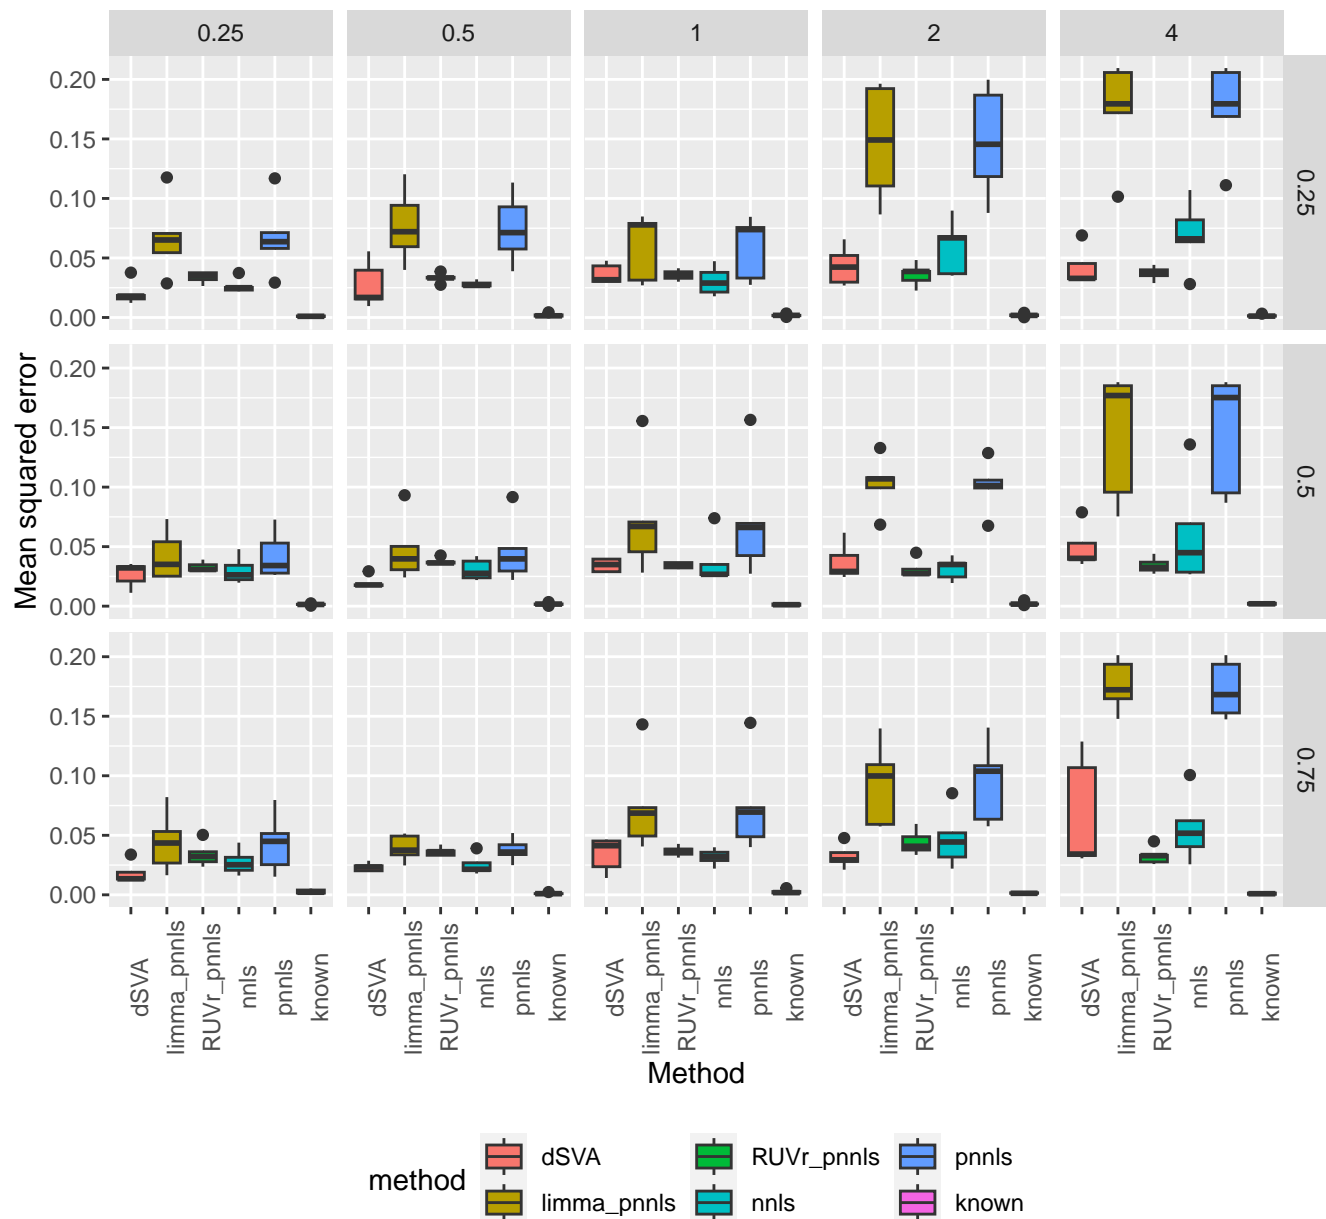 0.25 0.5 1 2 4
Mean squared error
0.20
0.15
0.10
0.05
0.00
0.25
0.20
0.15
0.10
0.05
0.00
0.5
0.20
0.15
0.10
0.05
0.00
0.75
dSVA limma_pnnls RUVr_pnnls nnls pnnls known
dSVA limma_pnnls RUVr_pnnls nnls pnnls known
dSVA limma_pnnls RUVr_pnnls nnls pnnls known
dSVA limma_pnnls RUVr_pnnls nnls pnnls known
dSVA limma_pnnls RUVr_pnnls nnls pnnls known
Method
method
dSVA RUVr_pnnls pnnls
limma_pnnls nnls known